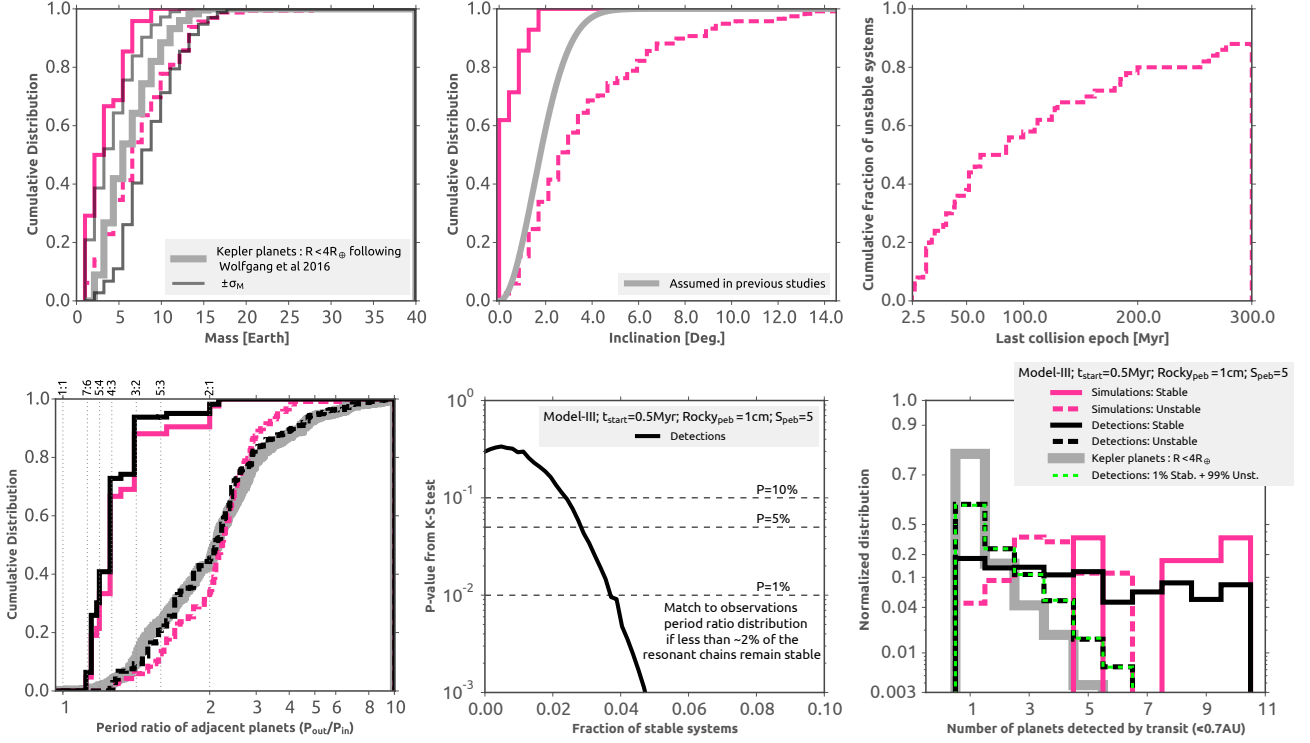 Cumulative Distribution
1.0
0.8
0.6
0.4
0.2
0.0
0
5
10
15
20
25
30
35
40
Mass [Earth]
Kepler planets : R<4R⊕ following
Wolfgang et al 2016
±σM
Cumulative Distribution
1.0
0.8
0.6
0.4
0.2
0.0
0.0
2.0
4.0
6.0
8.0
10.0
12.0
14.0
Inclination [Deg.]
Assumed in previous studies
Cumulative fraction of unstable systems
1.0
0.8
0.6
0.4
0.2
0.0
2.5
50.0
100.0
200.0
300.0
Last collision epoch [Myr]
1:1
7:6
5:4
4:3
3:2
5:3
2:1
Cumulative Distribution
1.0
0.8
0.6
0.4
0.2
0.0
1
2
3
4
5
6
8
10
Period ratio of adjacent planets (Pout/Pin)
P-value from K-S test
10^0
10^-1
10^-2
10^-3
0.00
0.02
0.04
0.06
0.08
0.10
Fraction of stable systems
Model-III; tstart=0.5Myr; Rockypeb=1cm; Speb=5
Detections
P=10%
P=5%
P=1%
Match to observations
period ratio distribution
if less than ~2% of the
resonant chains remain stable
Model-III; tstart=0.5Myr; Rockypeb=1cm; Speb=5
Simulations: Stable
Simulations: Unstable
Detections: Stable
Detections: Unstable
Kepler planets : R<4R⊕
Detections: 1% Stab. + 99% Unst.
Normalized distribution
1.0
0.9
0.7
0.5
0.2
0.1
0.04
0.01
0.003
1
3
5
7
9
11
Number of planets detected by transit (<0.7AU)